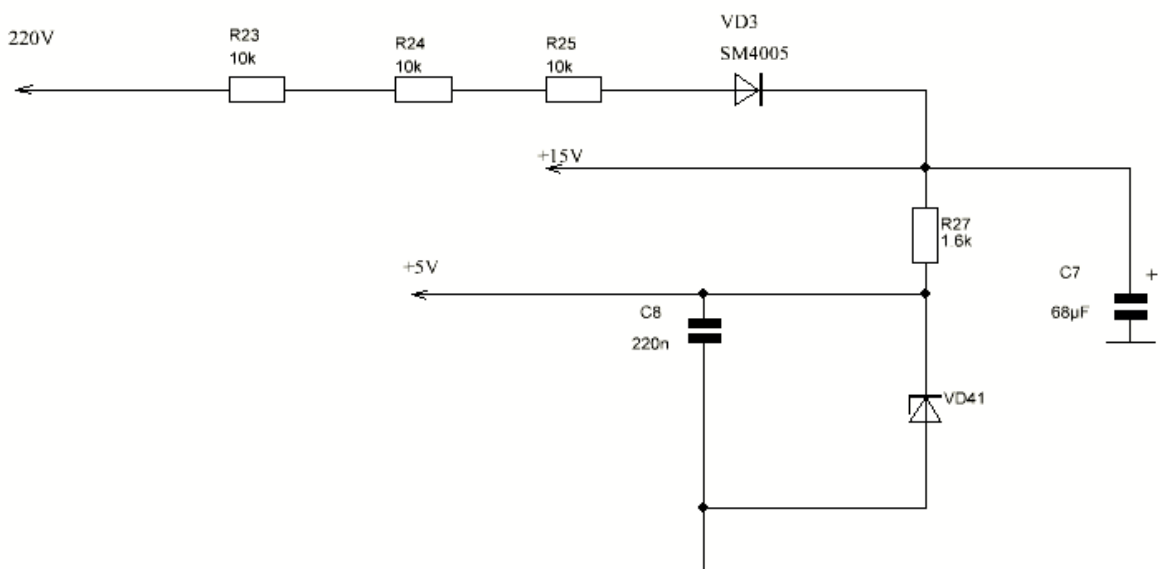 220V
R23
10k
R24
10k
R25
10k
VD3
SM4005
+15V
R27
1.6k
+5V
C8
220n
C7
+
68µF
VD41